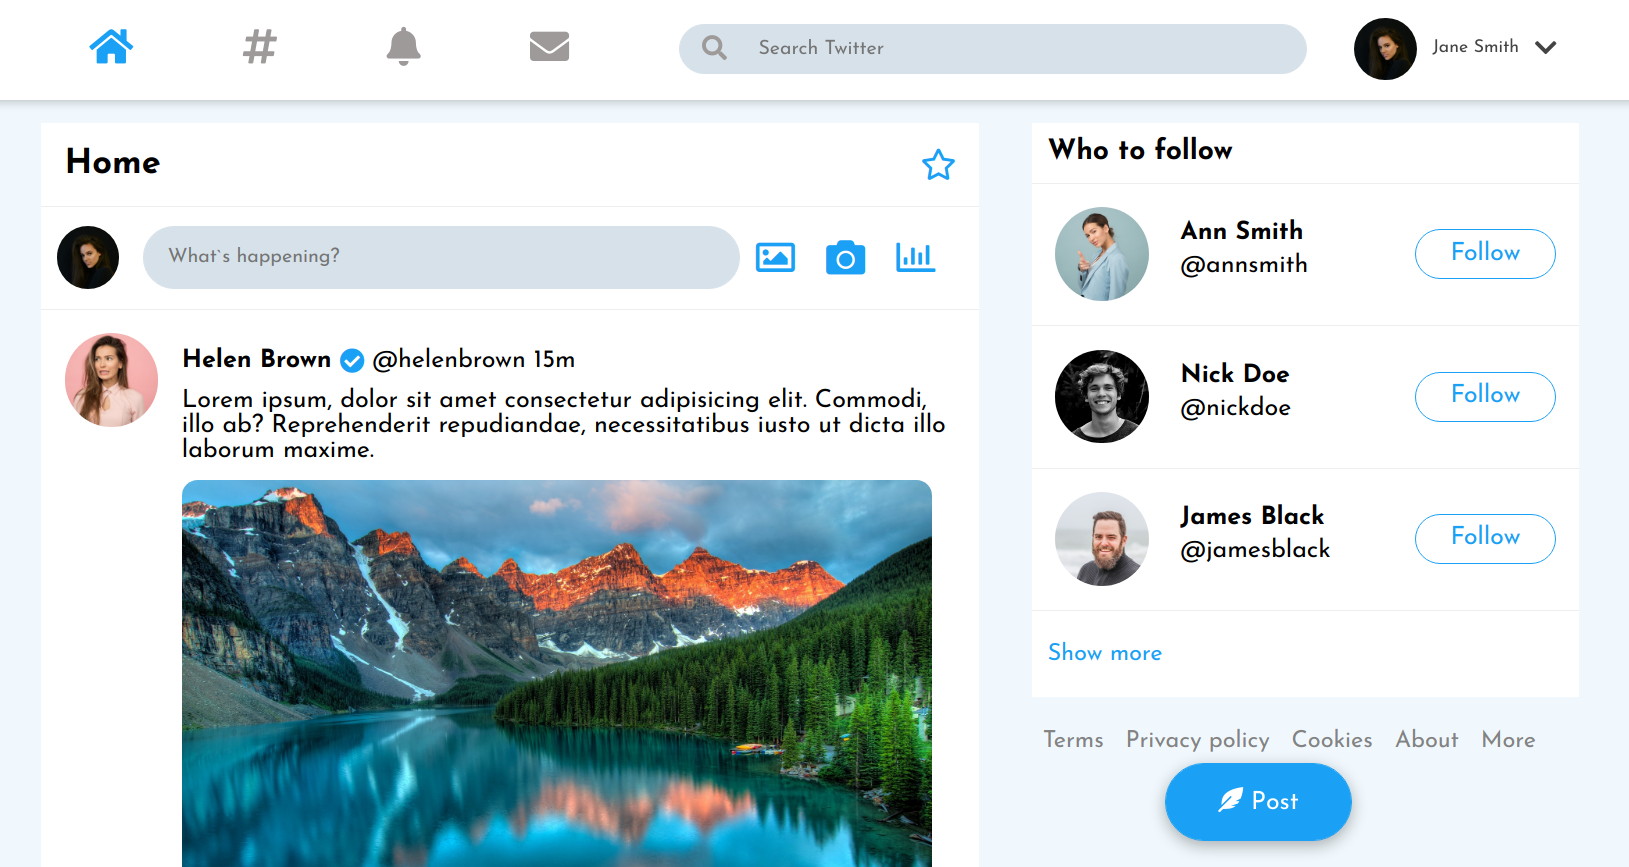 Search Twitter
Jane Smith
Home
What`s happening?
Helen Brown @helenbrown 15m
Lorem ipsum, dolor sit amet consectetur adipisicing elit. Commodi,
illo ab? Reprehenderit repudiandae, necessitatibus iusto ut dicta illo
laborum maxime.
Who to follow
Ann Smith
@annsmith
Follow
Nick Doe
@nickdoe
Follow
James Black
@jamesblack
Follow
Show more
Terms Privacy policy Cookies About More
Post